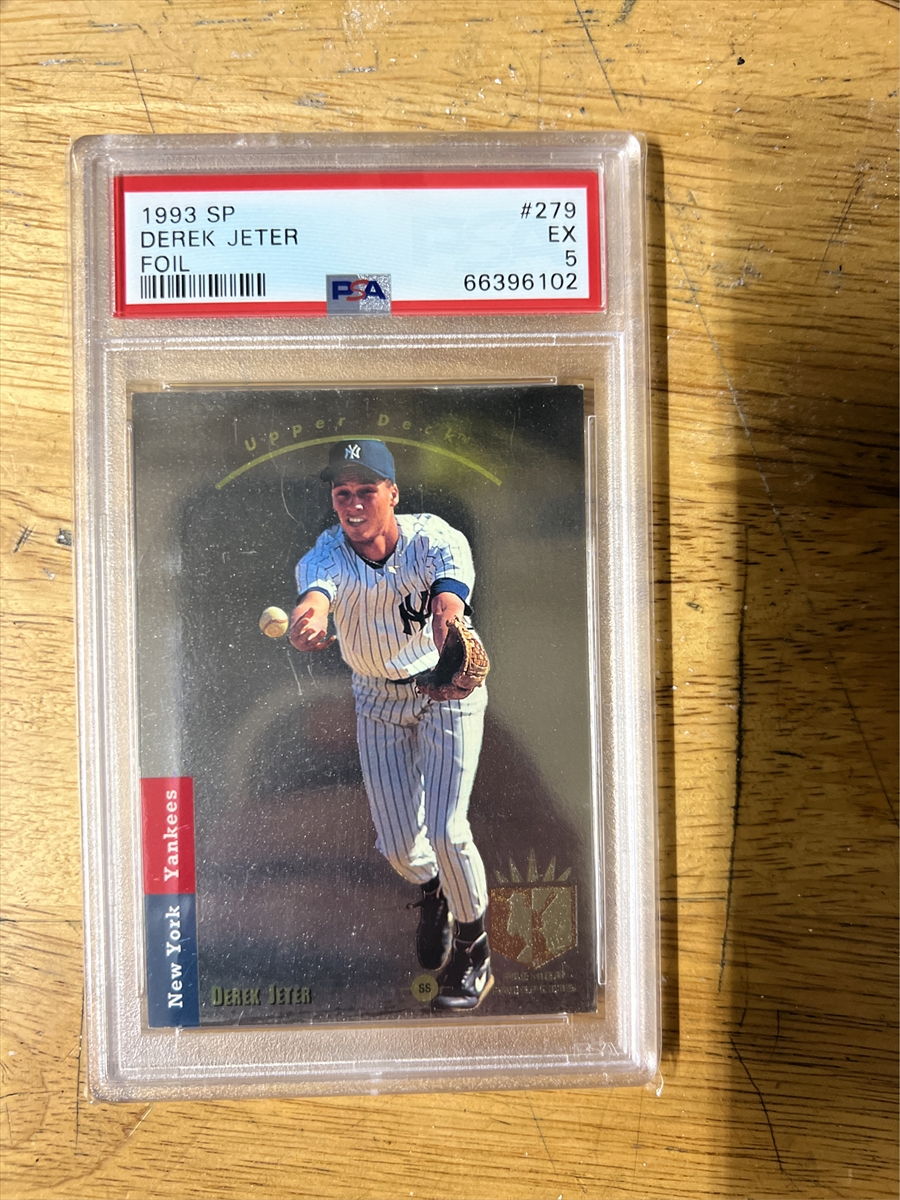 1993 SP #279
DEREK JETER EX
FOIL 5
PSA 66396102
Upper Deck™
NY
NY
New York Yankees
DEREK JETER
SS